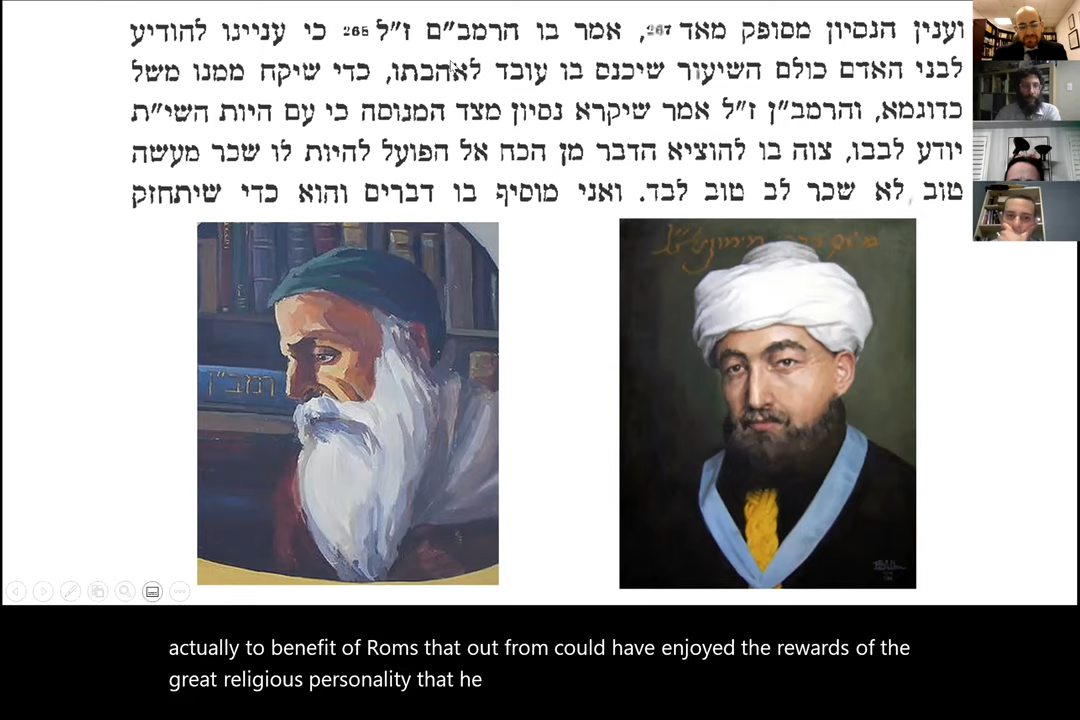 וענין הנסיון מסופק מאד 267, אמר בו הרמב״ם ז״ל 265 כי עניינו להודיע
לבני האדם כולם השיעור שיכנס בו עובד לאהבתו, כדי שיקח ממנו משל
כדוגמא, והרמב״ן ז״ל אמר שיקרא נסיון מצד המנוסה כי עם היות השי״ת
יודע לבבו, צוה בו להוציא הדבר מן הכח אל הפועל להיות לו שכר מעשה
טוב לא שכר לב טוב לבד. ואני מוסיף בו דברים והוא כדי שיתחזק
רמב״ן
actually to benefit of Roms that out from could have enjoyed the rewards of the
great religious personality that he